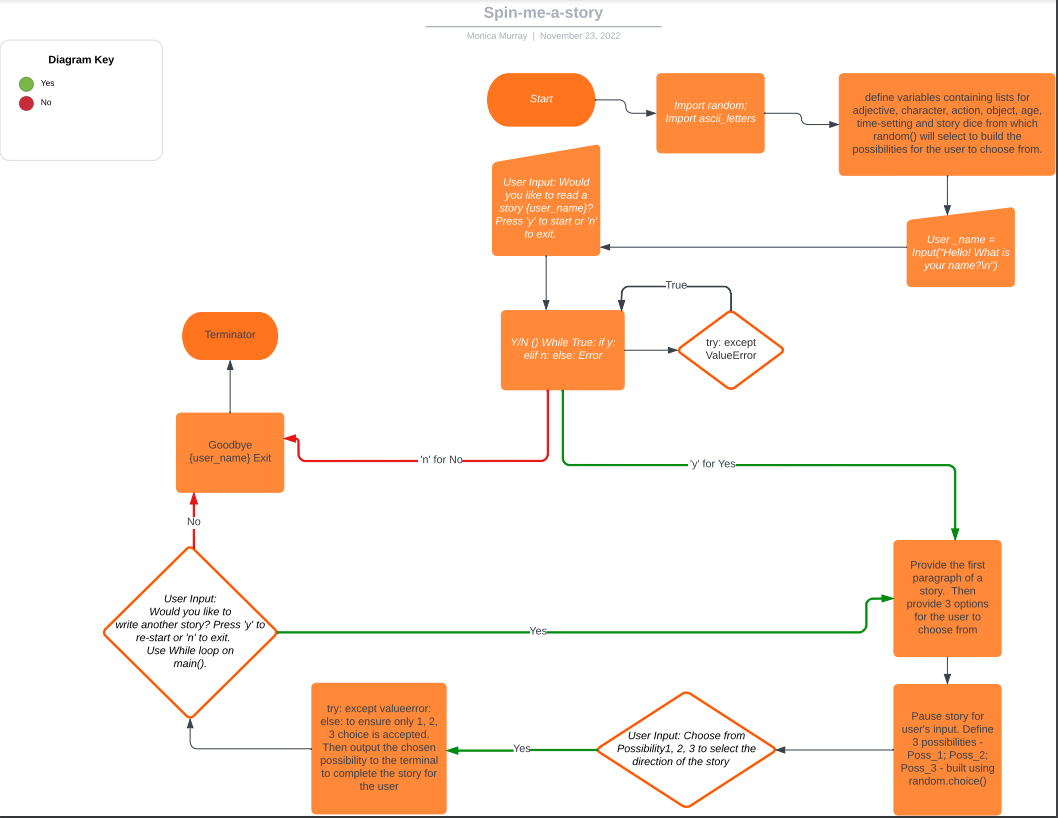 Spin-me-a-story
Monica Murray | November 23, 2022
Diagram Key
Yes
No
Start
Import random;
Import ascil_letters
define variables containing lists for
adjective, character, action, object, age,
time-setting and story dice from which
random() will select to build the
possibilities for the user to choose from.
User Input: Would
you like to read a
story {user_name}?
Press 'y' to start or 'n'
to exit.
User _name =
Input("Hello! What is
your name?\n")
True
Y/N () While True: if y:
elif n: else: Error
try: except
ValueError
Terminator
Goodbye
{user_name} Exit
'n' for No
'y' for Yes
No
User Input:
Would you like to
write another story? Press 'y' to
re-start or 'n' to exit.
Use While loop on
main().
Yes
Provide the first
paragraph of a
story. Then
provide 3 options
for the user to
choose from
try: except valueerror:
else: to ensure only 1, 2,
3 choice is accepted.
Then output the chosen
possibility to the terminal
to complete the story for
the user
Yes
User Input: Choose from
Possibility1, 2, 3 to select the
direction of the story
Pause story for
user's input. Define
3 possibilities -
Poss_1; Poss_2;
Poss_3 - built using
random.choice()